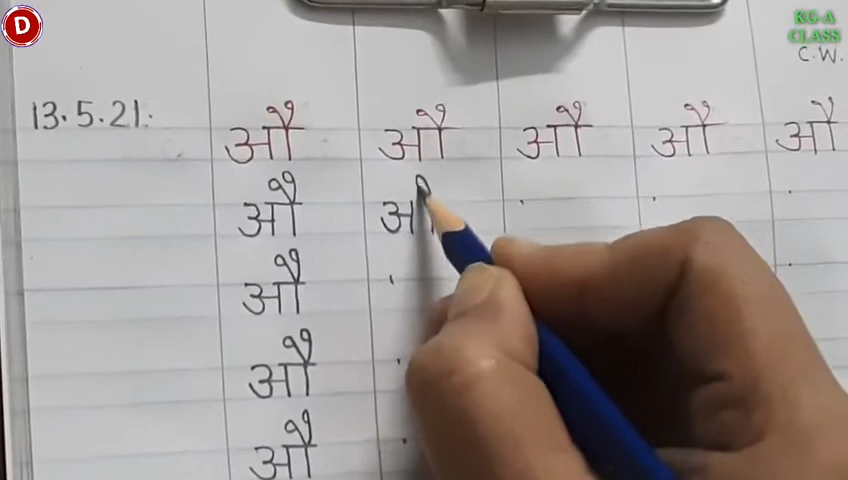 D
KG-A
CLASS
C.W.
13.5.21.
औ औ औ औ औ
औ औ
औ
औ
औ